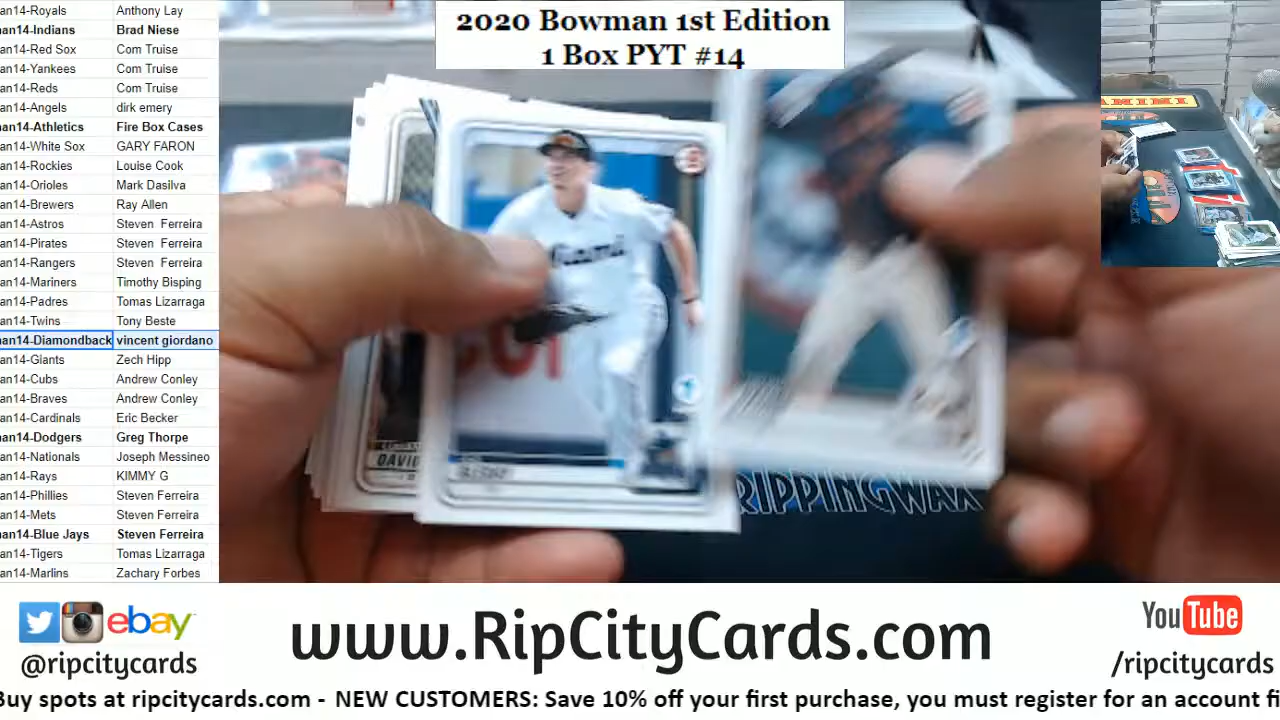 2020 Bowman 1st Edition
1 Box PYT #14
an14-Royals Anthony Lay
an14-Indians Brad Niese
an14-Red Sox Com Truise
an14-Yankees Com Truise
an14-Reds Com Truise
an14-Angels dirk emery
an14-Athletics Fire Box Cases
an14-White Sox GARY FARON
an14-Rockies Louise Cook
an14-Orioles Mark Dasilva
an14-Brewers Ray Allen
an14-Astros Steven Ferreira
an14-Pirates Steven Ferreira
an14-Rangers Steven Ferreira
an14-Mariners Timothy Bisping
an14-Padres Tomas Lizarraga
an14-Twins Tony Beste
an14-Diamondback vincent giordano
an14-Giants Zech Hipp
an14-Cubs Andrew Conley
an14-Braves Andrew Conley
an14-Cardinals Eric Becker
an14-Dodgers Greg Thorpe
an14-Nationals Joseph Messineo
an14-Rays KIMMY G
an14-Phillies Steven Ferreira
an14-Mets Steven Ferreira
an14-Blue Jays Steven Ferreira
an14-Tigers Tomas Lizarraga
an14-Marlins Zachary Forbes
PANINI
Miami
DAVI
RIPPINGWAX
ebay
@ripcitycards
www.RipCityCards.com
YouTube
/ripcitycards
Buy spots at ripcitycards.com - NEW CUSTOMERS: Save 10% off your first purchase, you must register for an account fi